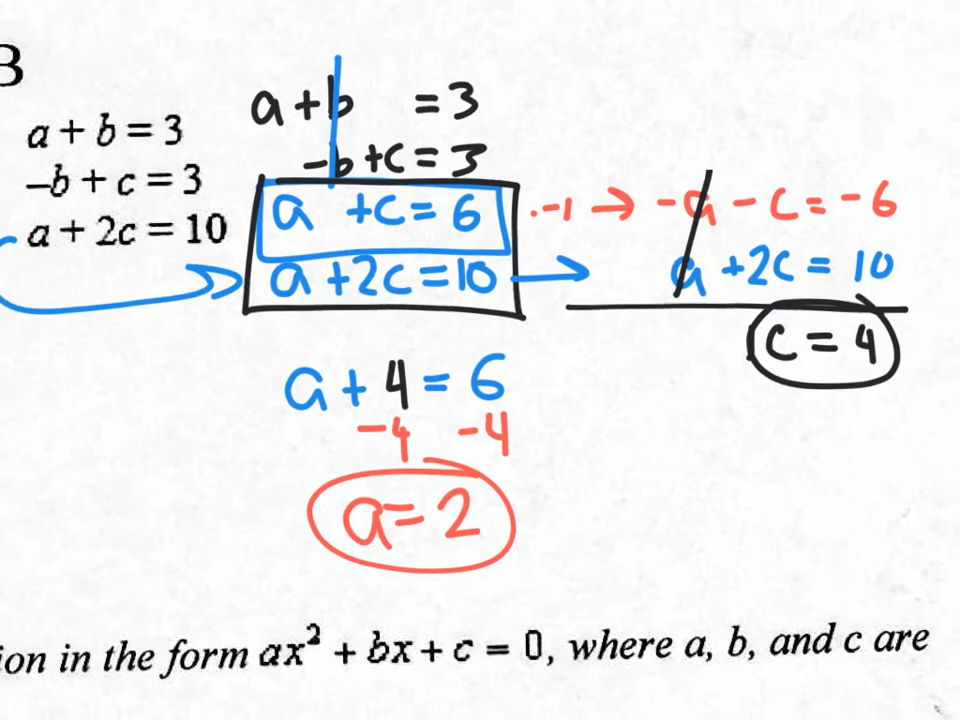 B
a + b = 3
-b + c = 3
a + 2c = 10
a + b = 3
-b + c = 3
a + c = 6
a + 2c = 10
· -1 → -a - c = -6
a + 2c = 10
c = 4
a + 4 = 6
-4 -4
a = 2
ion in the form ax² + bx + c = 0, where a, b, and c are